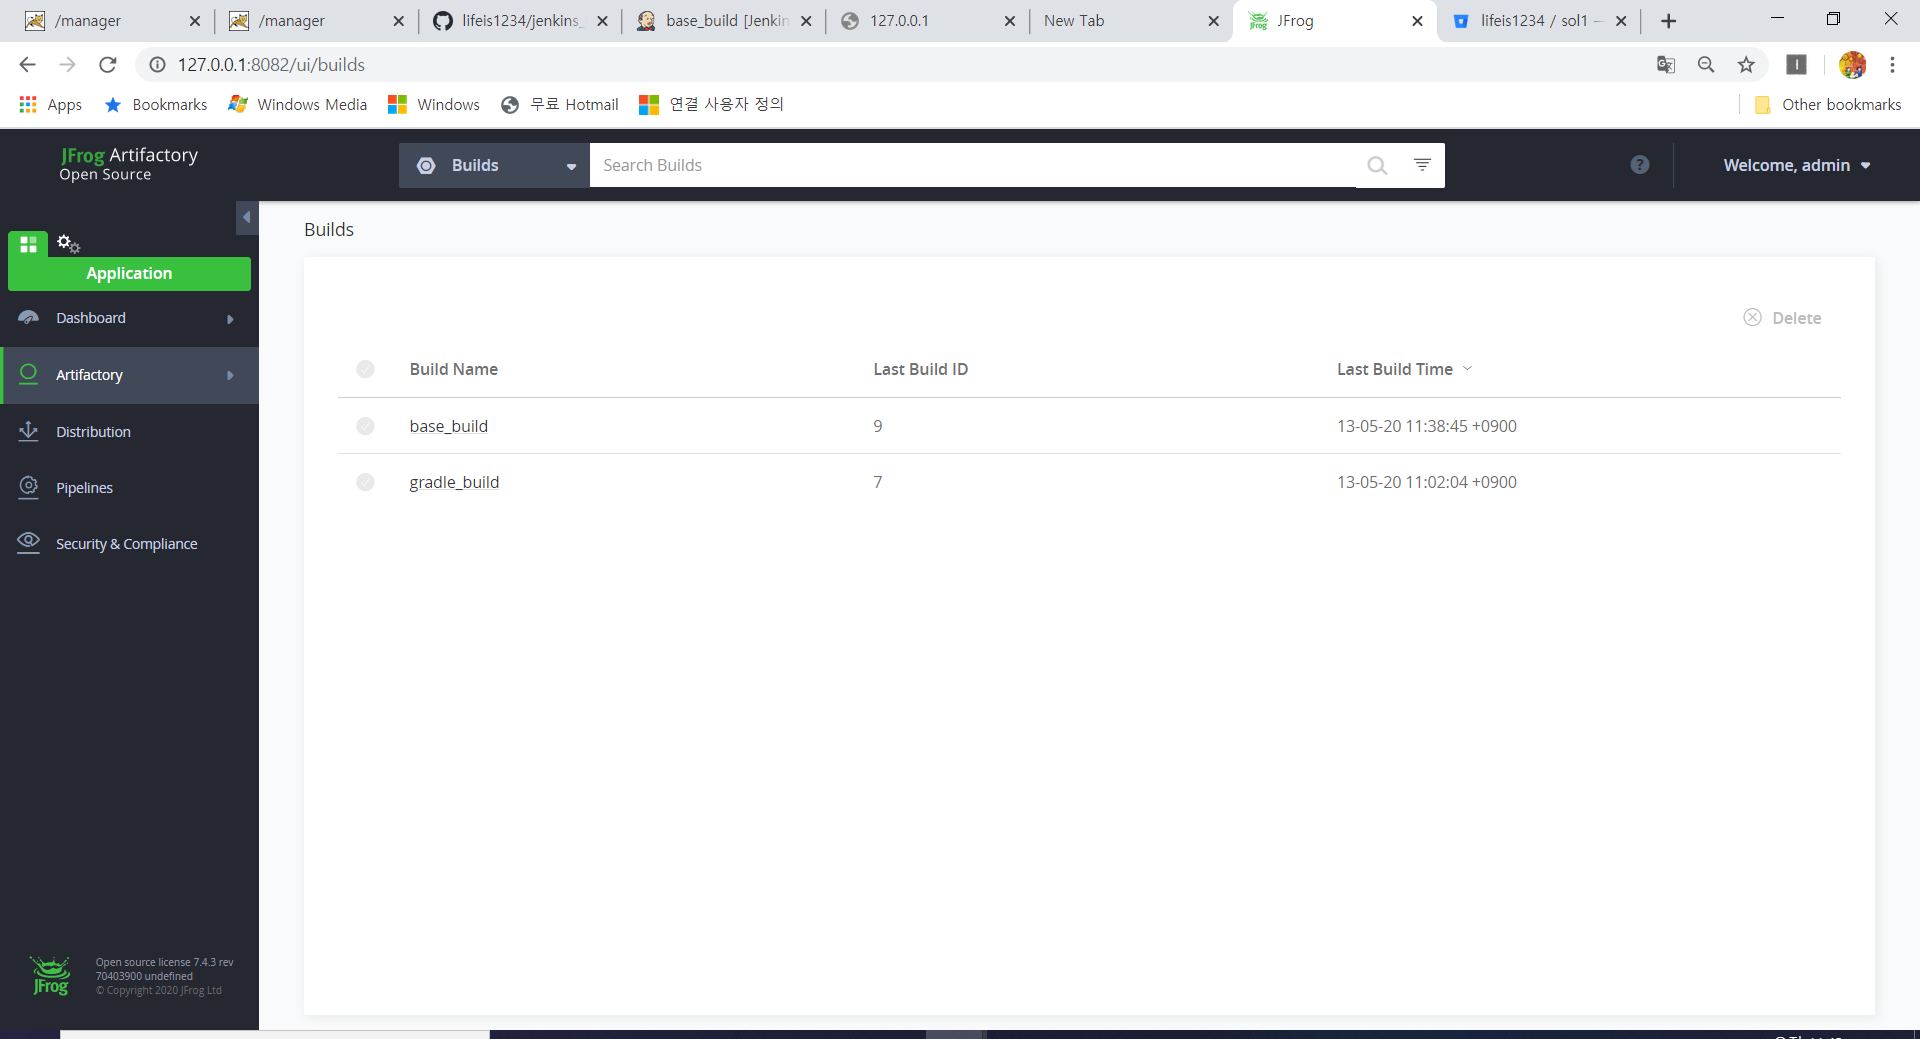 /manager
/manager
lifeis1234/jenkins_
base_build [Jenkin
127.0.0.1
New Tab
JFrog
lifeis1234 / sol1 —
127.0.0.1:8082/ui/builds
Apps
Bookmarks
Windows Media
Windows
무료 Hotmail
연결 사용자 정의
Other bookmarks
JFrog Artifactory
Open Source
Builds
Search Builds
Welcome, admin
Application
Dashboard
Artifactory
Distribution
Pipelines
Security & Compliance
Builds
Delete
Build Name
Last Build ID
Last Build Time
base_build
9
13-05-20 11:38:45 +0900
gradle_build
7
13-05-20 11:02:04 +0900
JFrog
Open source license 7.4.3 rev
70403900 undefined
© Copyright 2020 JFrog Ltd